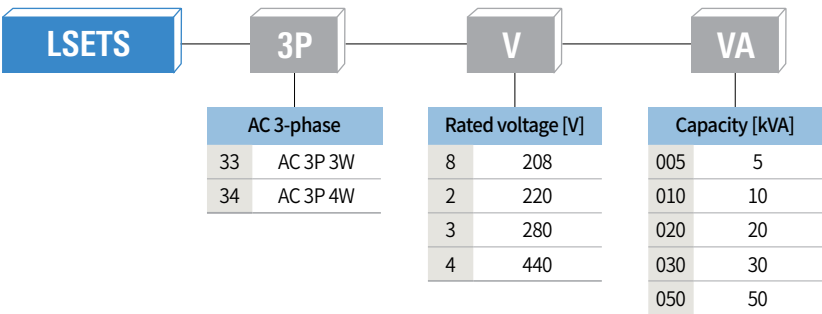 LSETS 3P V VA
AC 3-phase Rated voltage [V] Capacity [kVA]
33 AC 3P 3W 8 208 005 5
34 AC 3P 4W 2 220 010 10
3 280 020 20
4 440 030 30
050 50